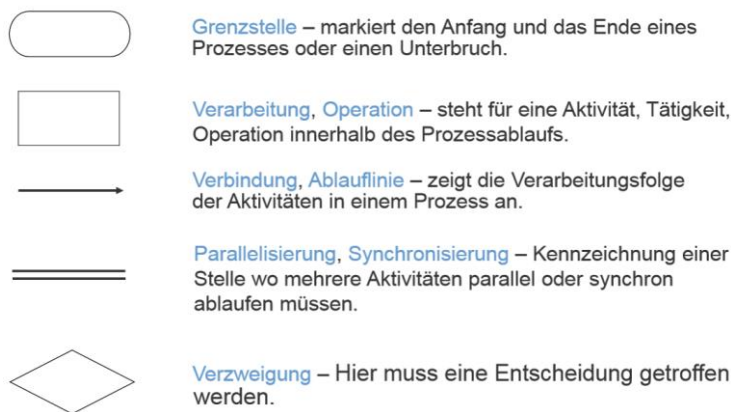 Grenzstelle – markiert den Anfang und das Ende eines
Prozesses oder einen Unterbruch.
Verarbeitung, Operation – steht für eine Aktivität, Tätigkeit,
Operation innerhalb des Prozessablaufs.
Verbindung, Ablauflinie – zeigt die Verarbeitungsfolge
der Aktivitäten in einem Prozess an.
Parallelisierung, Synchronisierung – Kennzeichnung einer
Stelle wo mehrere Aktivitäten parallel oder synchron
ablaufen müssen.
Verzweigung – Hier muss eine Entscheidung getroffen
werden.